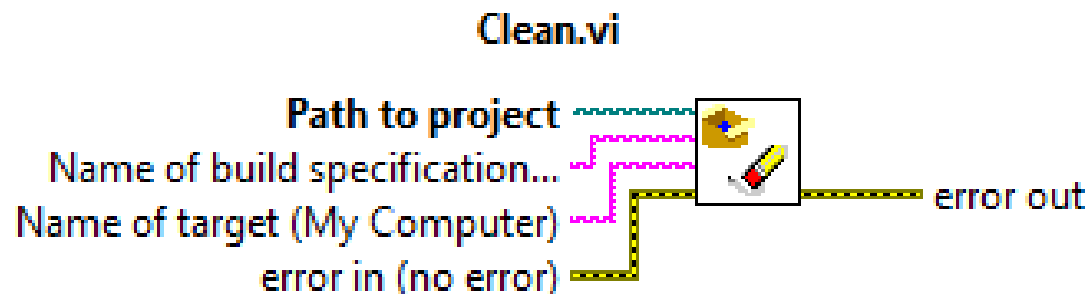 Clean.vi
Path to project
Name of build specification...
Name of target (My Computer)
error in (no error)
error out